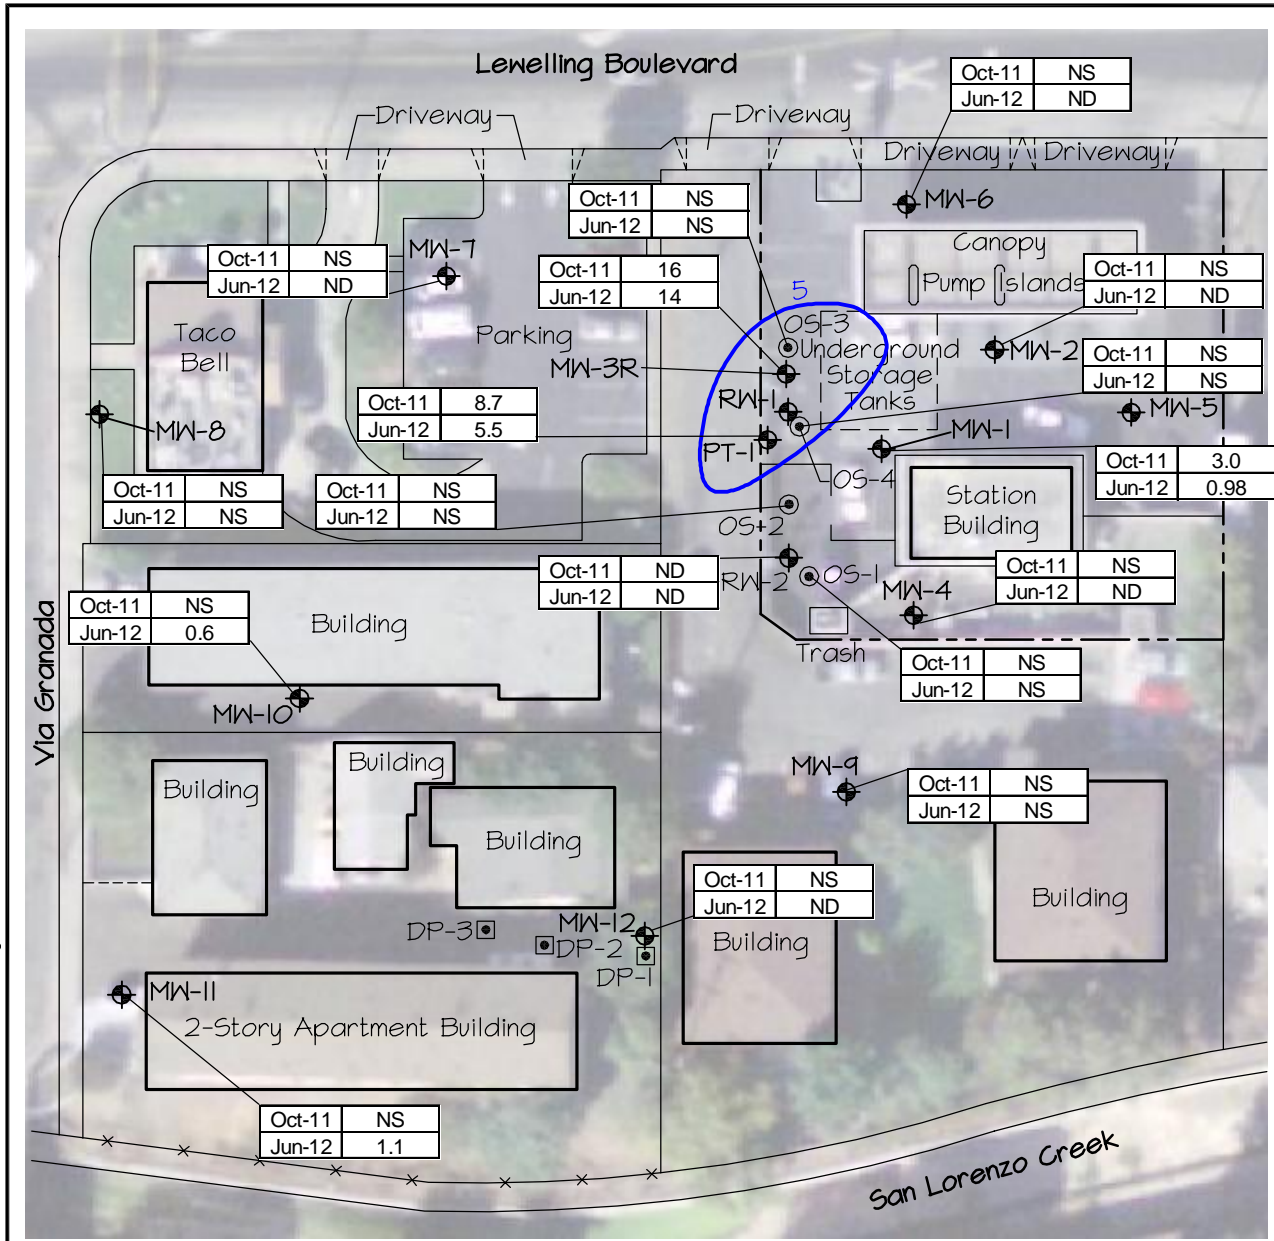 Lewelling Boulevard
Oct-11 NS
Jun-12 ND
Driveway
Driveway
Driveway
Driveway
MW-6
Oct-11 NS
Jun-12 NS
MW-7
Oct-11 NS
Jun-12 ND
Canopy
Pump Islands
Oct-11 16
Jun-12 14
Oct-11 NS
Jun-12 ND
5
Taco
Bell
Parking
OS-3
Underground
Storage
Tanks
MW-2
MW-3R
Oct-11 NS
Jun-12 NS
Oct-11 8.7
Jun-12 5.5
RW-1
MW-5
MW-8
PT-1
MW-1
Oct-11 3.0
Jun-12 0.98
OS-4
Oct-11 NS
Jun-12 NS
Oct-11 NS
Jun-12 NS
Station
Building
OS-2
Oct-11 ND
Jun-12 ND
RW-2
OS-1
Oct-11 NS
Jun-12 ND
MW-4
Oct-11 NS
Jun-12 0.6
Building
Trash
Oct-11 NS
Jun-12 NS
MW-10
Via Granada
Building
Building
Building
MW-9
Oct-11 NS
Jun-12 NS
Building
Oct-11 NS
Jun-12 ND
MW-12
Building
DP-3
DP-2
DP-1
MW-11
2-Story Apartment Building
Oct-11 NS
Jun-12 1.1
San Lorenzo Creek